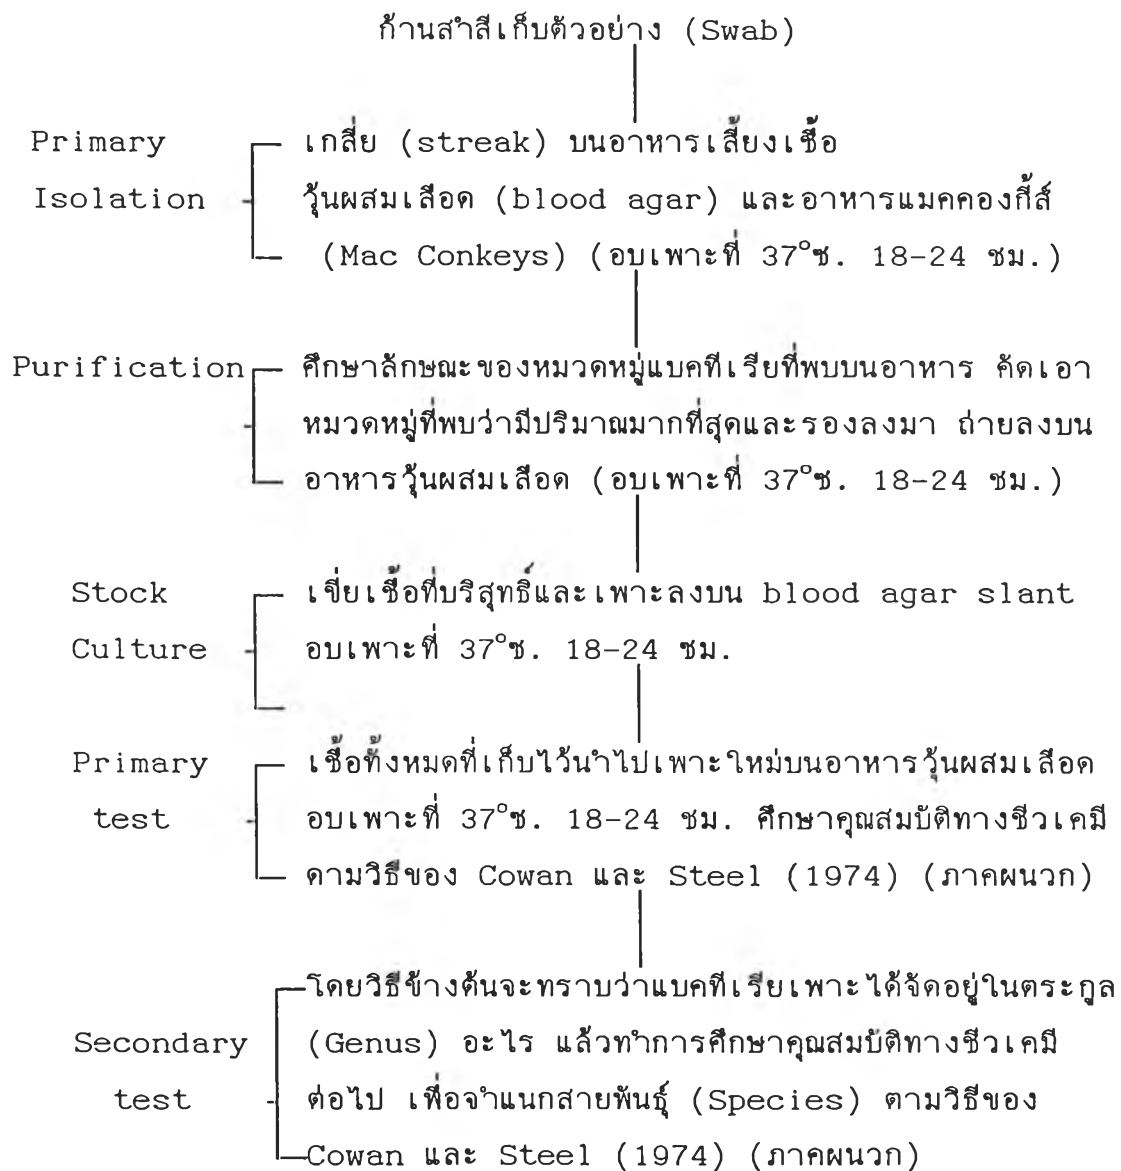 ก้านสำสีเก็บตัวอย่าง (Swab)
Primary เกลี่ย (streak) บนอาหารเลี้ยงเชื้อ
Isolation วุ้นผสมเลือด (blood agar) และอาหารแมคคองกี้ส์
(Mac Conkeys) (อบเพาะที่ 37°ซ. 18-24 ชม.)
Purification ศึกษาลักษณะของหมวดหมู่แบคทีเรียที่พบบนอาหาร คัดเอา
หมวดหมู่ที่พบว่ามีปริมาณมากที่สุดและรองลงมา ถ่ายลงบน
อาหารวุ้นผสมเลือด (อบเพาะที่ 37°ซ. 18-24 ชม.)
Stock เขี่ยเชื้อที่บริสุทธิ์และเพาะลงบน blood agar slant
Culture อบเพาะที่ 37°ซ. 18-24 ชม.
Primary เชื้อทั้งหมดที่เก็บไว้นำไปเพาะใหม่บนอาหารวุ้นผสมเลือด
test อบเพาะที่ 37°ซ. 18-24 ชม. ศึกษาคุณสมบัติทางชีวเคมี
ตามวิธีของ Cowan และ Steel (1974) (ภาคผนวก)
โดยวิธีข้างต้นจะทราบว่าแบคทีเรียเพาะได้จัดอยู่ในตระกูล
Secondary (Genus) อะไร แล้วทำการศึกษาคุณสมบัติทางชีวเคมี
test ต่อไป เพื่อจำแนกสายพันธุ์ (Species) ตามวิธีของ
Cowan และ Steel (1974) (ภาคผนวก)